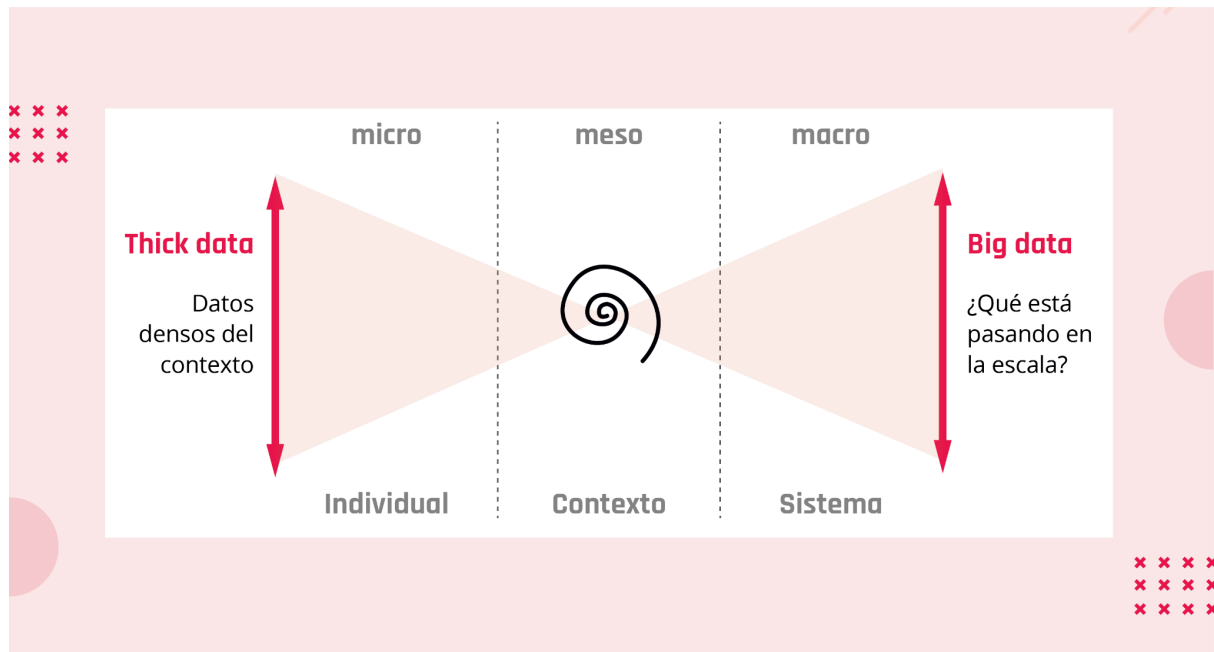 micro
meso
macro
Thick data
Datos
densos del
contexto
Big data
¿Qué está
pasando en
la escala?
Individual
Contexto
Sistema